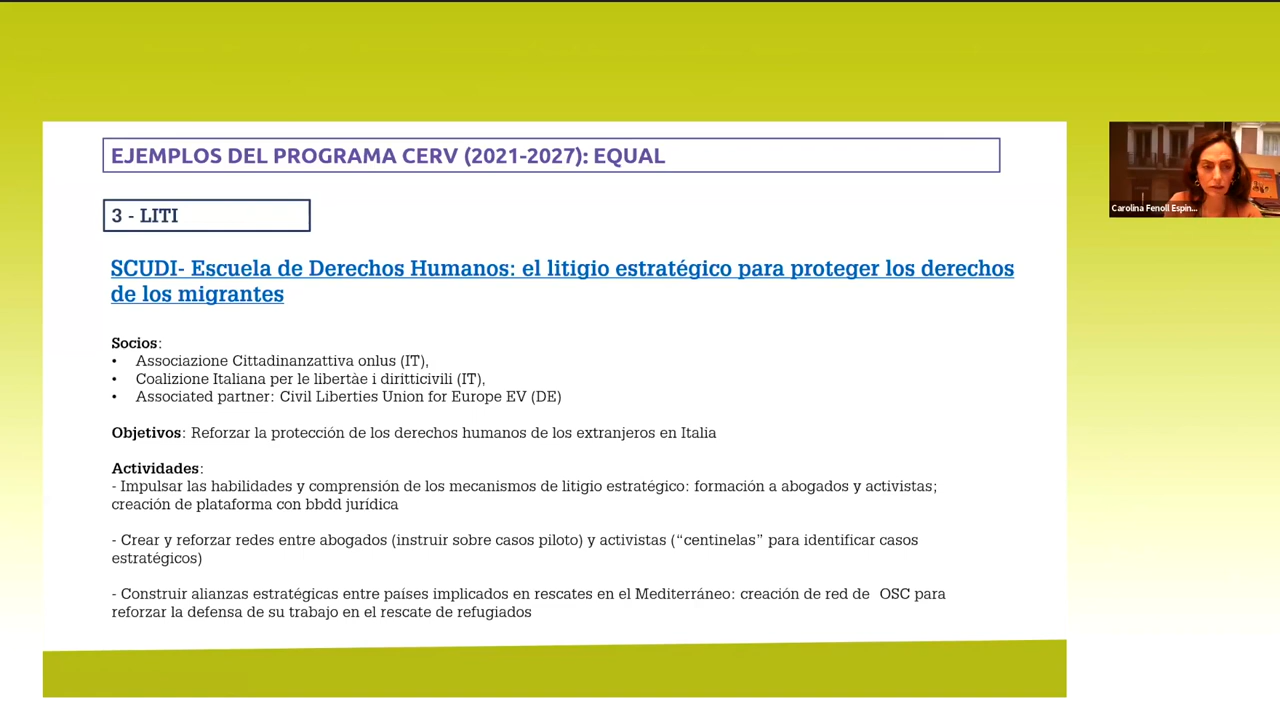 EJEMPLOS DEL PROGRAMA CERV (2021-2027): EQUAL
3 - LITI
SCUDI- Escuela de Derechos Humanos: el litigio estratégico para proteger los derechos
de los migrantes
Socios:
• Associazione Cittadinanzattiva onlus (IT),
• Coalizione Italiana per le libertàe i diritticivili (IT),
• Associated partner: Civil Liberties Union for Europe EV (DE)
Objetivos: Reforzar la protección de los derechos humanos de los extranjeros en Italia
Actividades:
- Impulsar las habilidades y comprensión de los mecanismos de litigio estratégico: formación a abogados y activistas;
creación de plataforma con bbdd jurídica
- Crear y reforzar redes entre abogados (instruir sobre casos piloto) y activistas (“centinelas” para identificar casos
estratégicos)
- Construir alianzas estratégicas entre países implicados en rescates en el Mediterráneo: creación de red de OSC para
reforzar la defensa de su trabajo en el rescate de refugiados
Carolina Fenoll Espin...